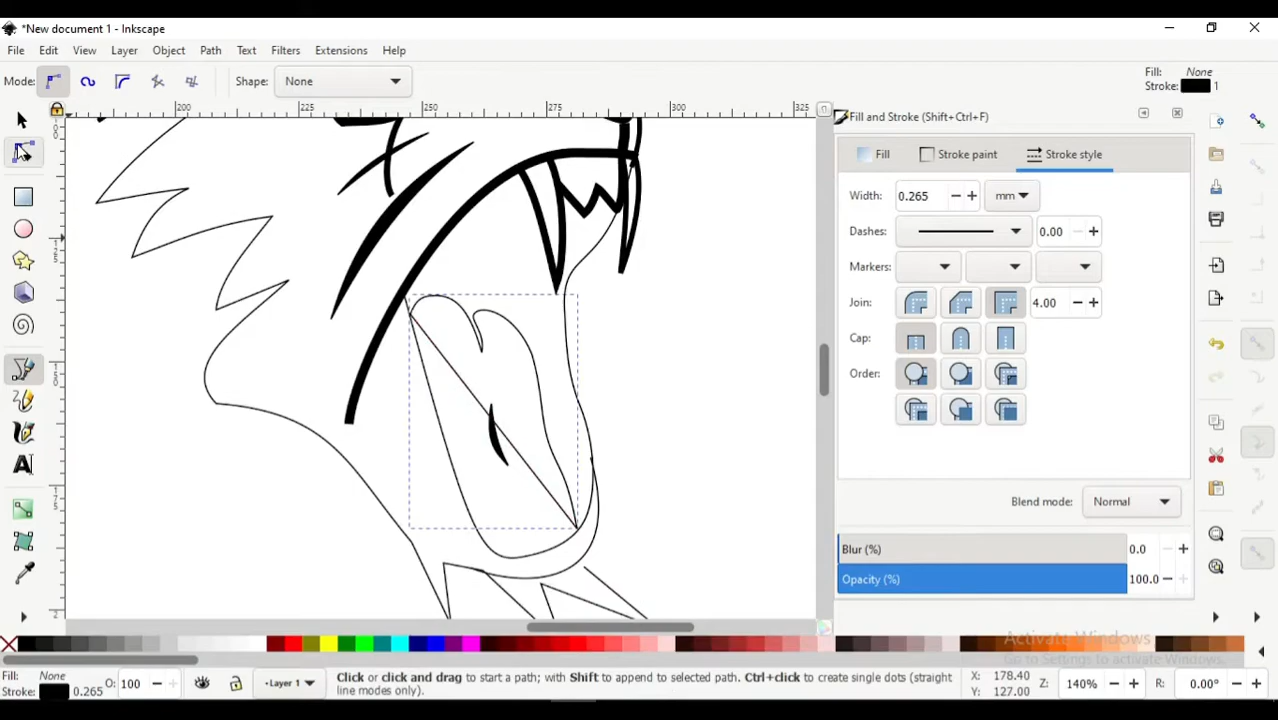 *New document 1 - Inkscape
File Edit View Layer Object Path Text Filters Extensions Help
Mode: Shape: None
Fill: None
Stroke: 1
200 225 250 275 300 325
Fill and Stroke (Shift+Ctrl+F)
Fill Stroke paint Stroke style
Width: 0.265 mm
Dashes: 0.00
Markers:
Join: 4.00
Cap:
Order:
Blend mode: Normal
Blur (%) 0.0
Opacity (%) 100.0
Activate Windows
Go to Settings to activate Windows.
Fill: None
Stroke: 0.265
O: 100
•Layer 1
Click or click and drag to start a path; with Shift to append to selected path. Ctrl+click to create single dots (straight line modes only).
X: 178.40
Y: 127.00
Z: 140%
R: 0.00°